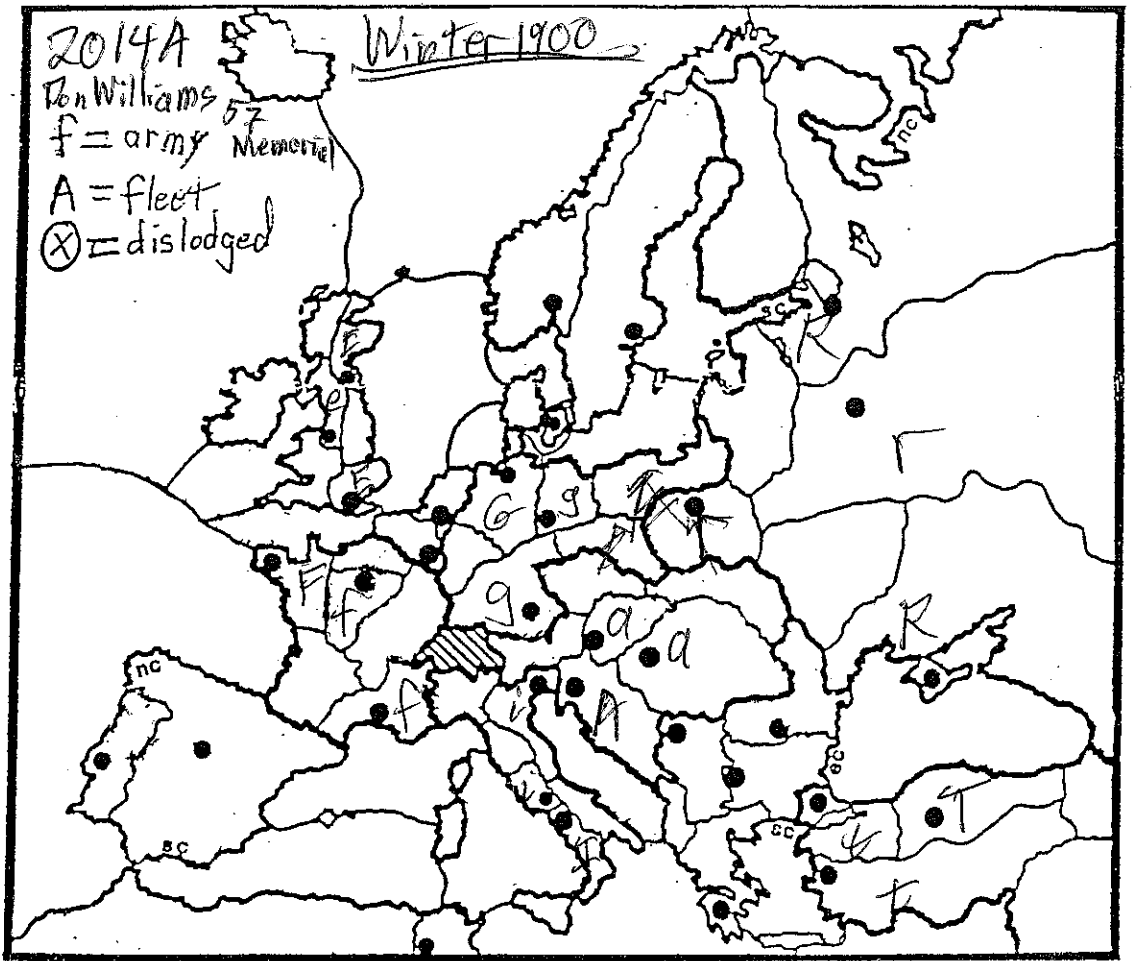 2014A
Winter 1900
Don Williams
57
Memorial
f = army
A = fleet
X = dislodged
nc
sc
F
e
E
G
g
F
f
g
a
a
R
nc
f
i
A
T
sc
sc
sc
t